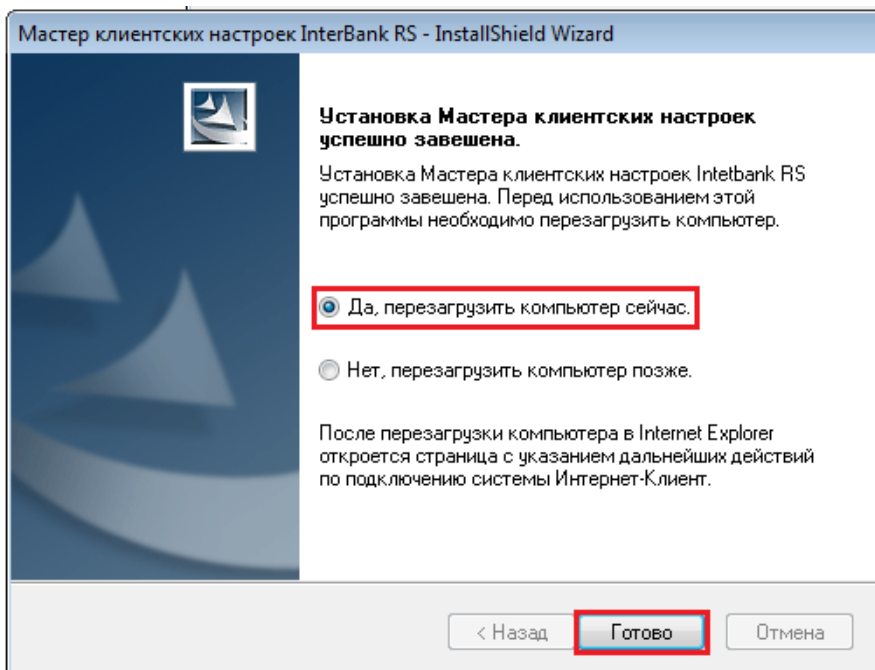 Мастер клиентских настроек InterBank RS - InstallShield Wizard
Установка Мастера клиентских настроек
успешно завешена.
Установка Мастера клиентских настроек Intetbank RS
успешно завешена. Перед использованием этой
программы необходимо перезагрузить компьютер.
Да, перезагрузить компьютер сейчас.
Нет, перезагрузить компьютер позже.
После перезагрузки компьютера в Internet Explorer
откроется страница с указанием дальнейших действий
по подключению системы Интернет-Клиент.
< Назад Готово Отмена